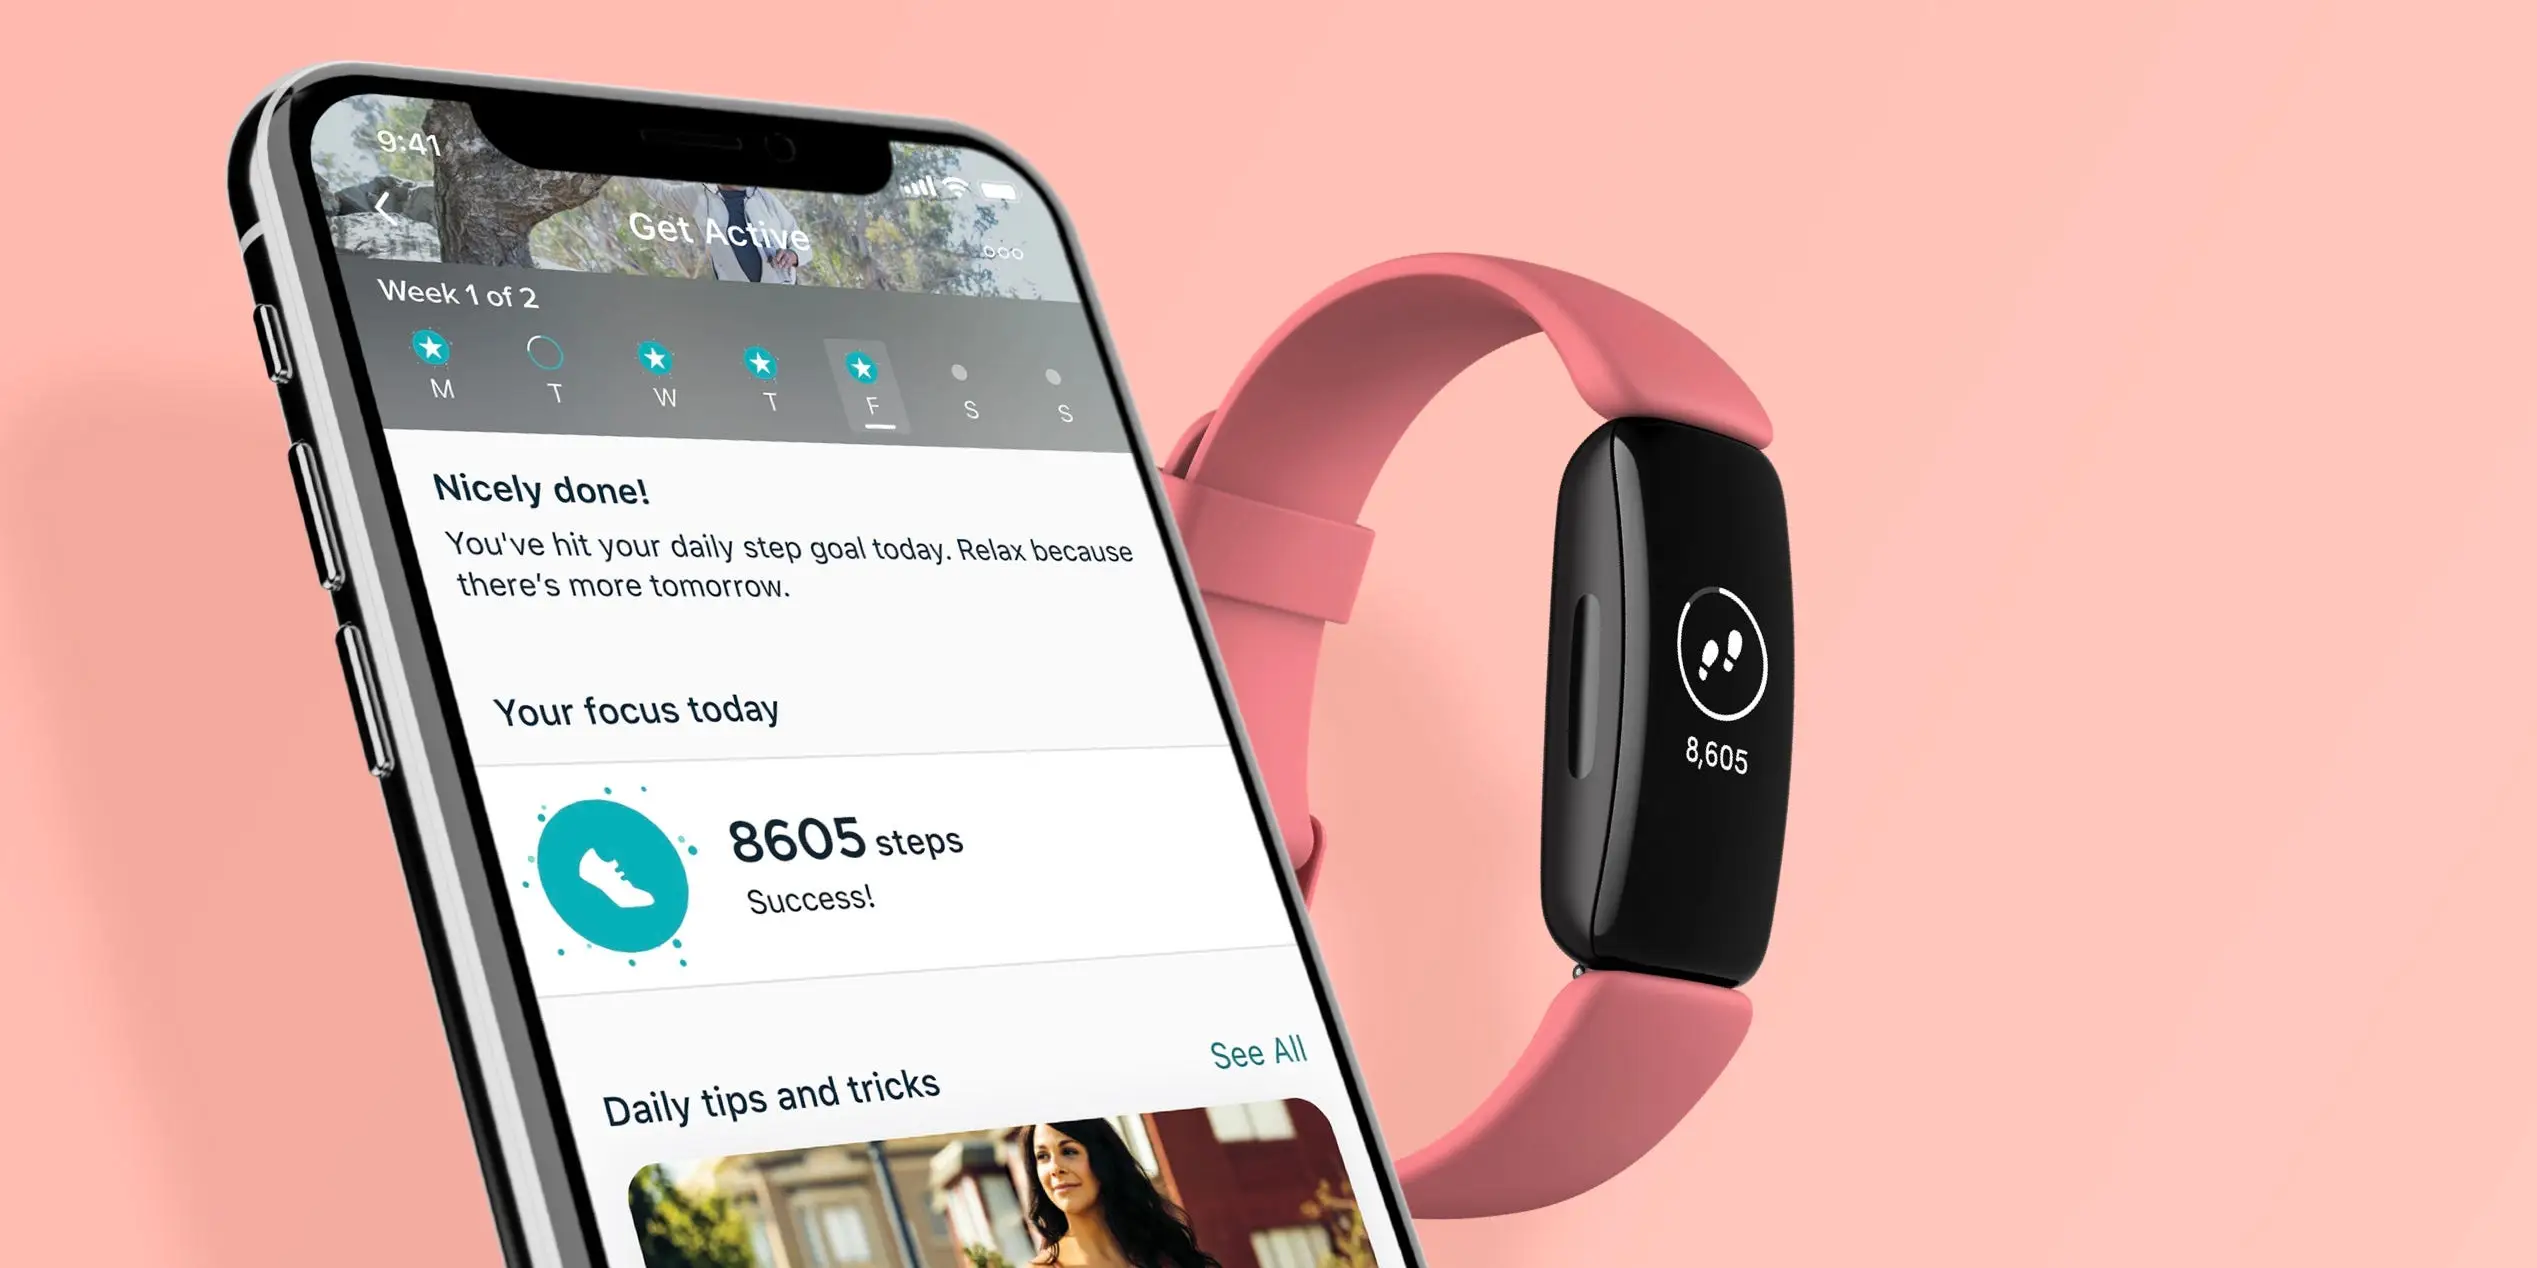 9:41
Get Active
Week 1 of 2
M T W T F S S
Nicely done!
You've hit your daily step goal today. Relax because
there's more tomorrow.
Your focus today
8605 steps
Success!
Daily tips and tricks
See All
8,605